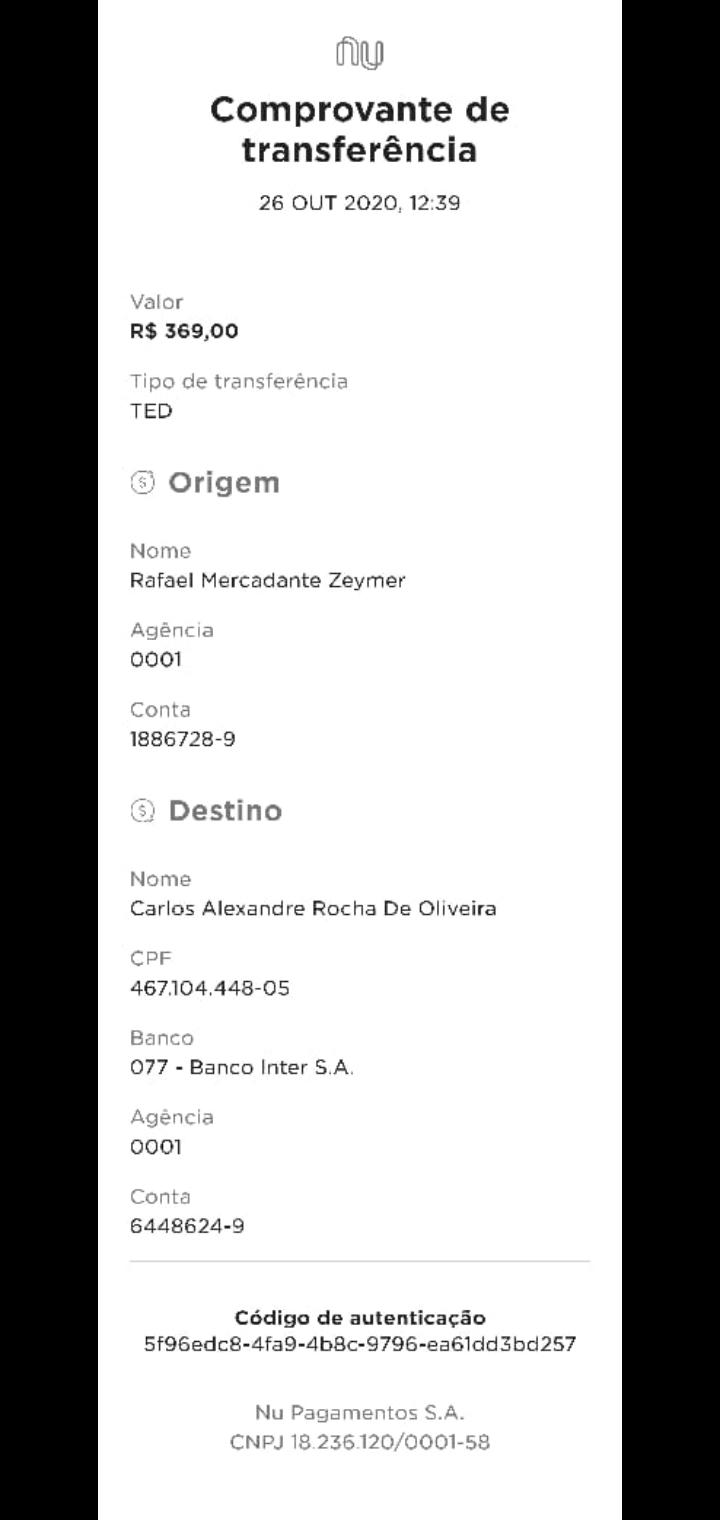 nu
Comprovante de
transferência
26 OUT 2020, 12:39
Valor
R$ 369,00
Tipo de transferência
TED
Origem
Nome
Rafael Mercadante Zeymer
Agência
0001
Conta
1886728-9
Destino
Nome
Carlos Alexandre Rocha De Oliveira
CPF
467.104.448-05
Banco
077 - Banco Inter S.A.
Agência
0001
Conta
6448624-9
Código de autenticação
5f96edc8-4fa9-4b8c-9796-ea61dd3bd257
Nu Pagamentos S.A.
CNPJ 18.236.120/0001-58